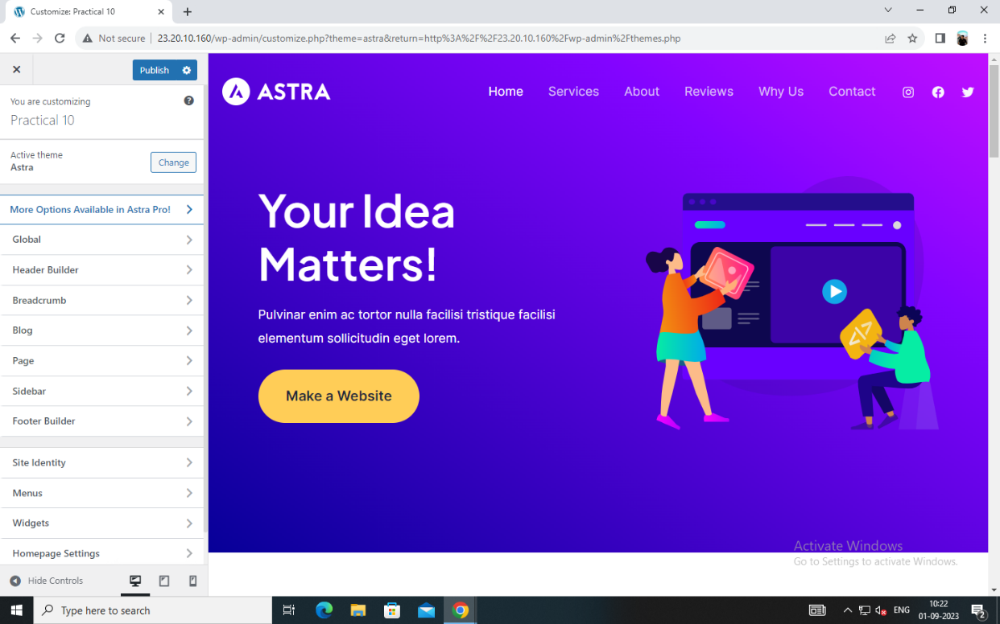 Customize: Practical 10
Not secure
23.20.10.160/wp-admin/customize.php?theme=astra&return=http%3A%2F%2F23.20.10.160%2Fwp-admin%2Fthemes.php
Publish
You are customizing
Practical 10
Active theme
Astra
Change
More Options Available in Astra Pro!
Global
Header Builder
Breadcrumb
Blog
Page
Sidebar
Footer Builder
Site Identity
Menus
Widgets
Homepage Settings
Hide Controls
ASTRA
Home Services About Reviews Why Us Contact
Your Idea
Matters!
Pulvinar enim ac tortor nulla facilisi tristique facilisi
elementum sollicitudin eget lorem.
Make a Website
Activate Windows
Go to Settings to activate Windows.
Type here to search
ENG
10:22
01-09-2023
2